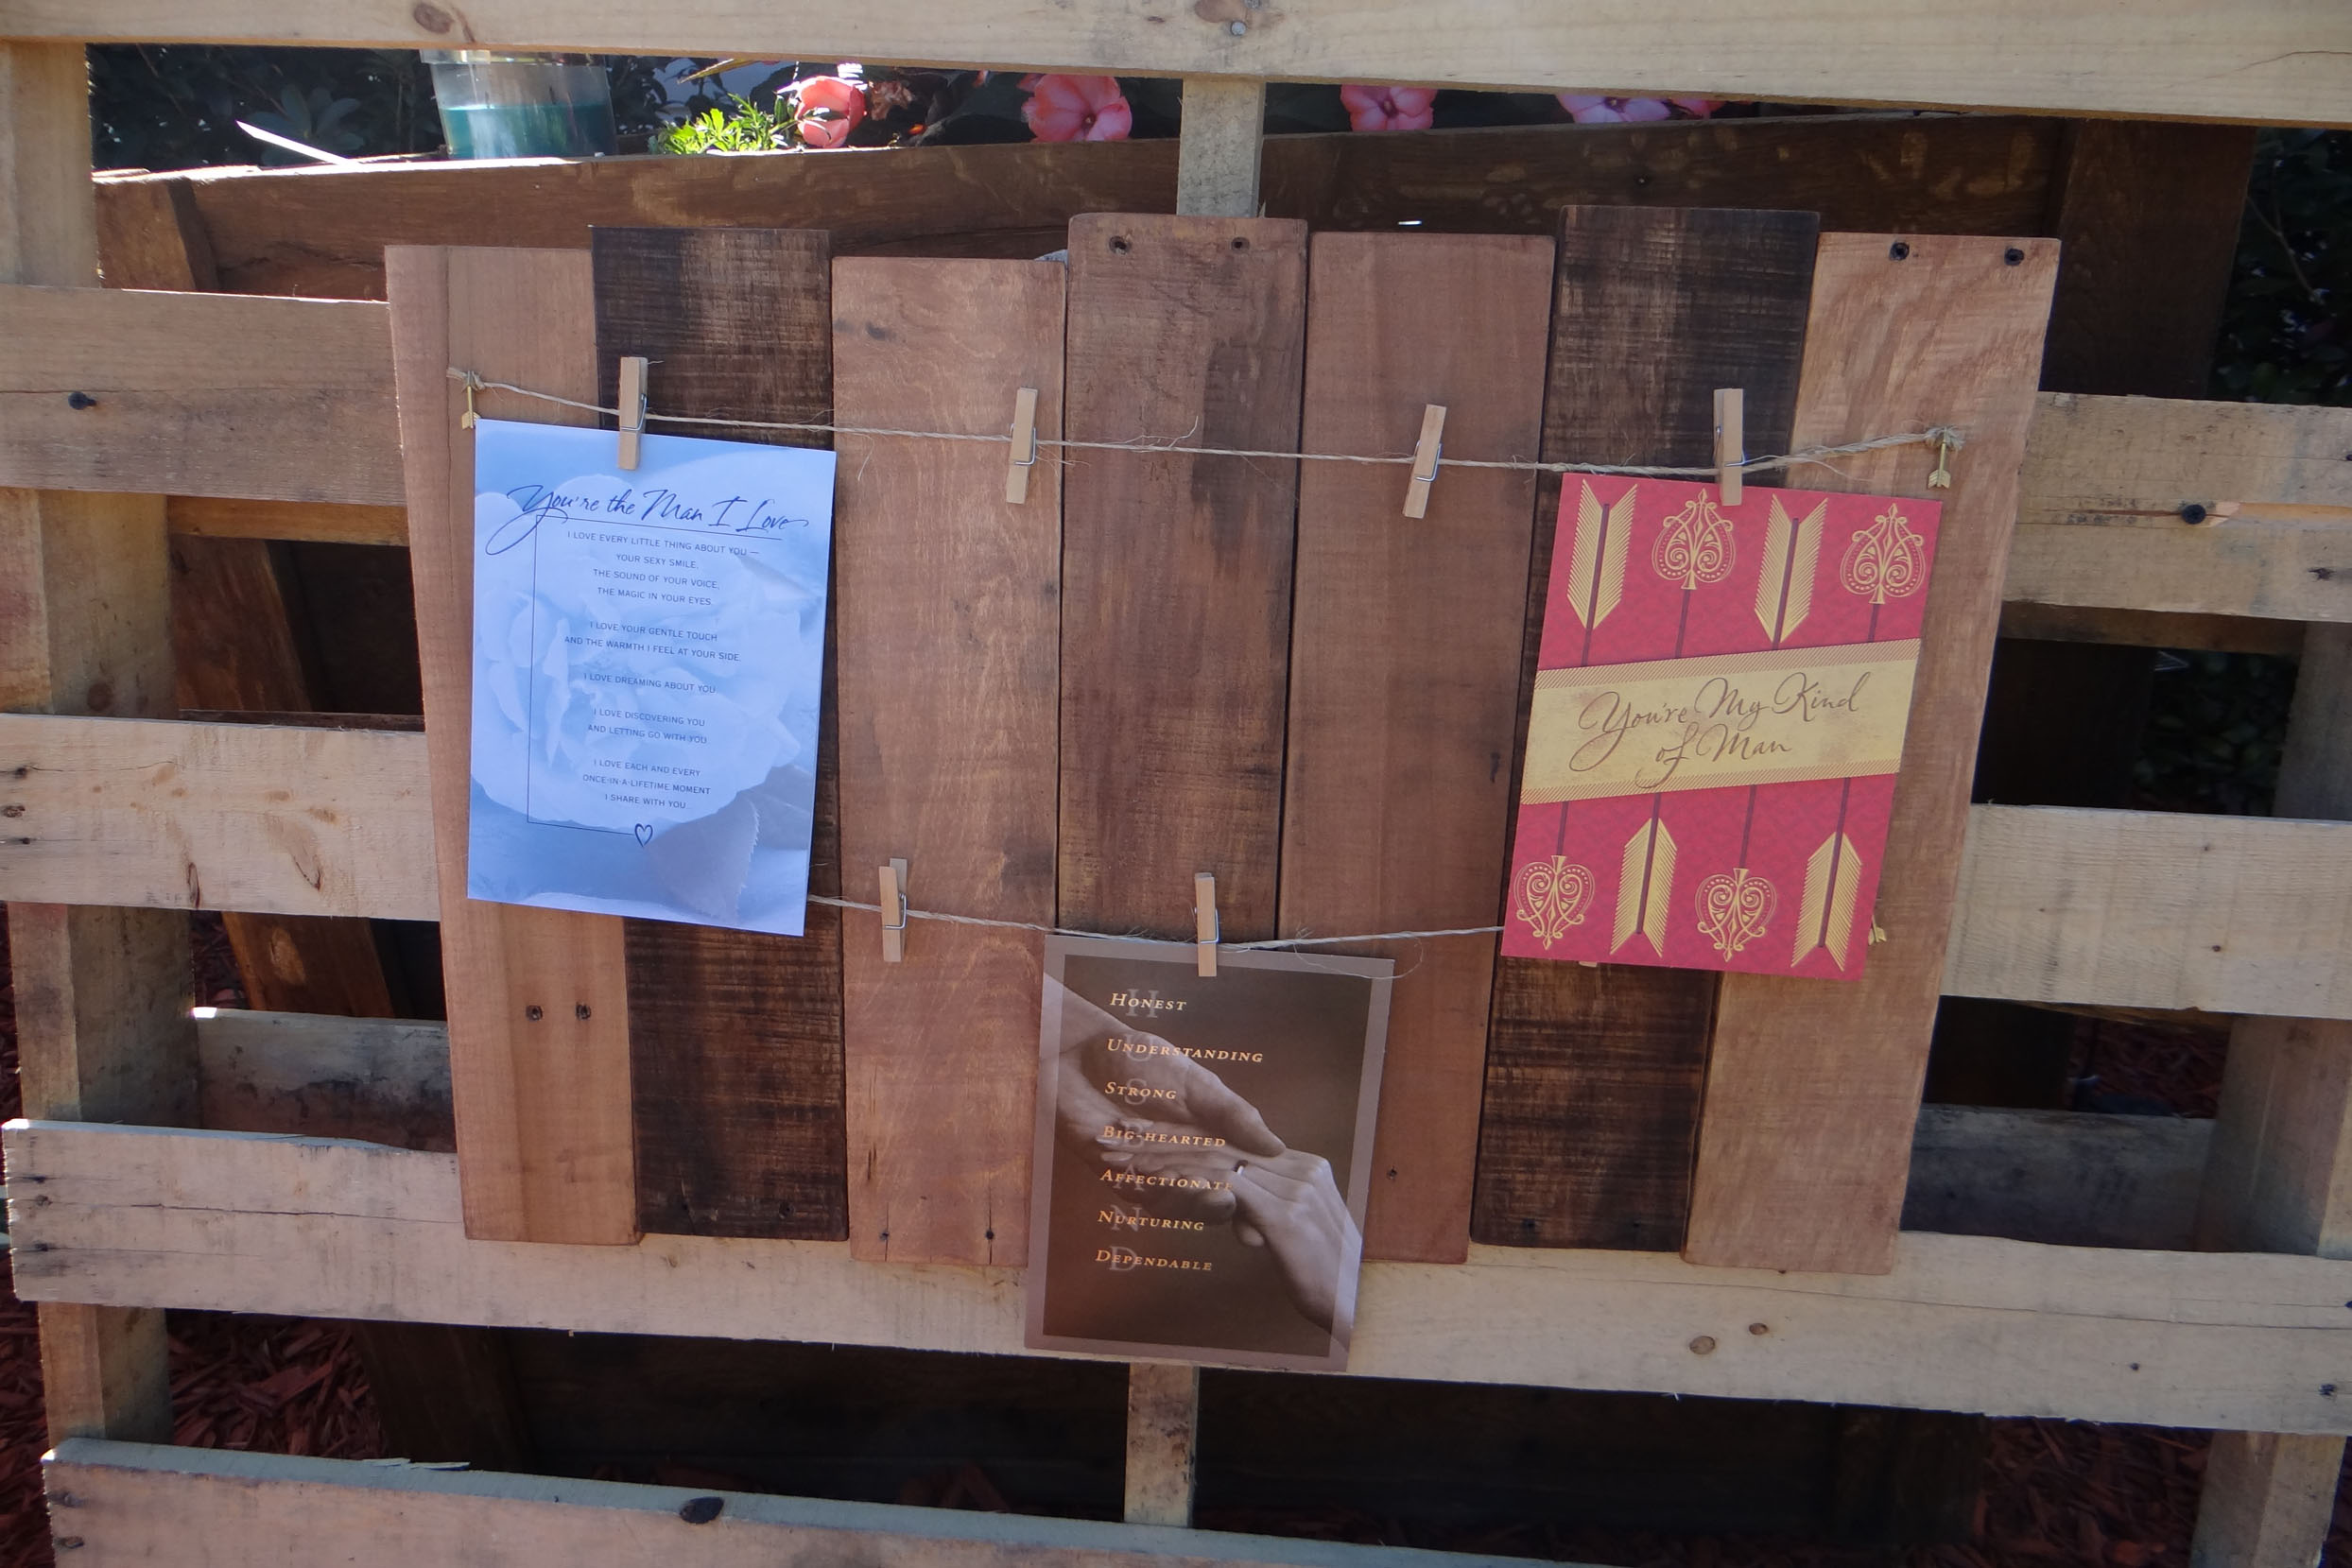 You're the Man I Love
I LOVE EVERY LITTLE THING ABOUT YOU —
YOUR SEXY SMILE,
THE SOUND OF YOUR VOICE,
THE MAGIC IN YOUR EYES.
I LOVE YOUR GENTLE TOUCH
AND THE WARMTH I FEEL AT YOUR SIDE.
I LOVE DREAMING ABOUT YOU
I LOVE DISCOVERING YOU
AND LETTING GO WITH YOU
I LOVE EACH AND EVERY
ONCE-IN-A-LIFETIME MOMENT
I SHARE WITH YOU...
You're My Kind
of Man
HONEST
UNDERSTANDING
STRONG
BIG-HEARTED
AFFECTIONATE
NURTURING
DEPENDABLE